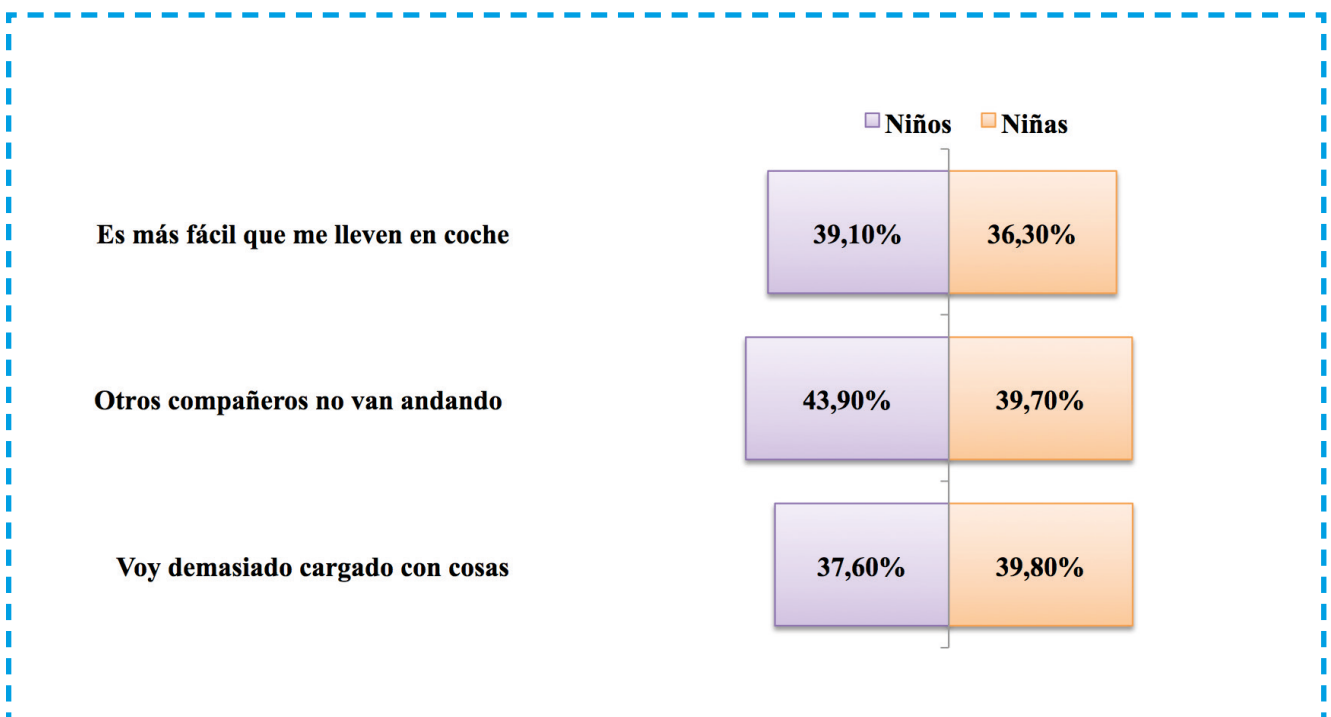 Niños Niñas
Es más fácil que me lleven en coche 39,10% 36,30%
Otros compañeros no van andando 43,90% 39,70%
Voy demasiado cargado con cosas 37,60% 39,80%